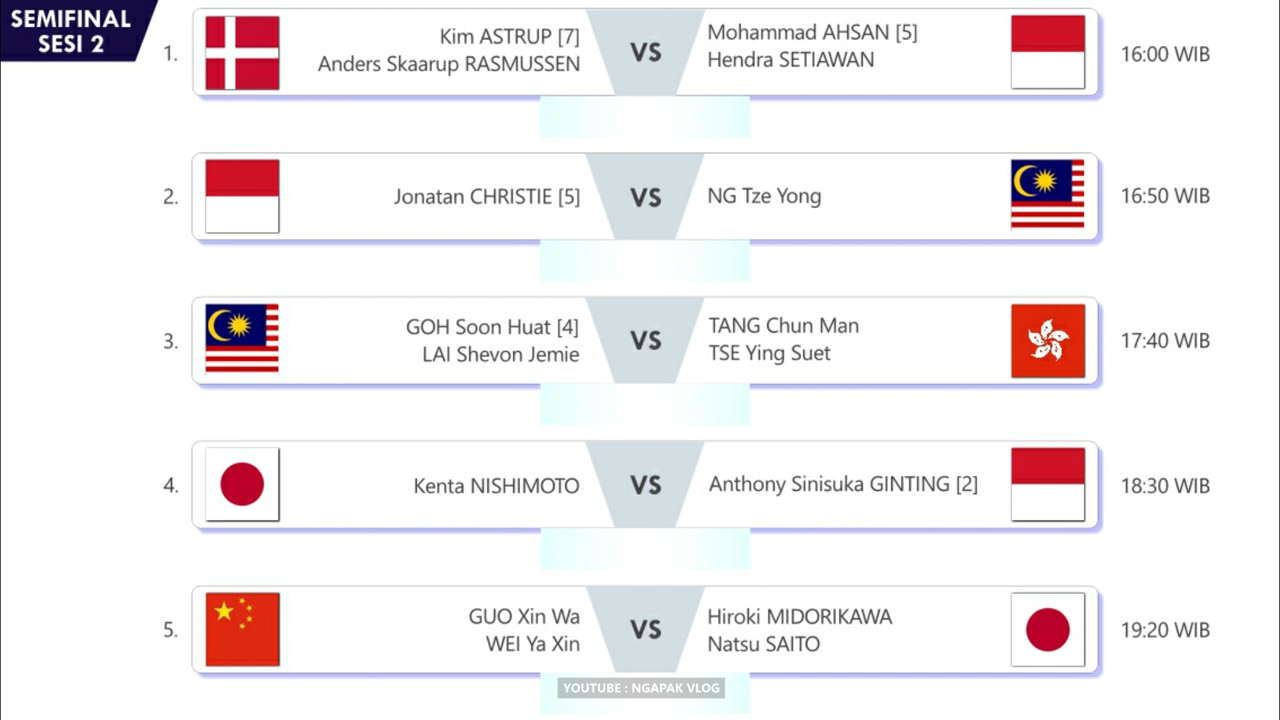 SEMIFINAL
SESI 2
1.
Kim ASTRUP [7]
Anders Skaarup RASMUSSEN
VS
Mohammad AHSAN [5]
Hendra SETIAWAN
16:00 WIB
2.
Jonatan CHRISTIE [5]
VS
NG Tze Yong
16:50 WIB
3.
GOH Soon Huat [4]
LAI Shevon Jemie
VS
TANG Chun Man
TSE Ying Suet
17:40 WIB
4.
Kenta NISHIMOTO
VS
Anthony Sinisuka GINTING [2]
18:30 WIB
5.
GUO Xin Wa
WEI Ya Xin
VS
Hiroki MIDORIKAWA
Natsu SAITO
19:20 WIB
YOUTUBE : NGAPAK VLOG